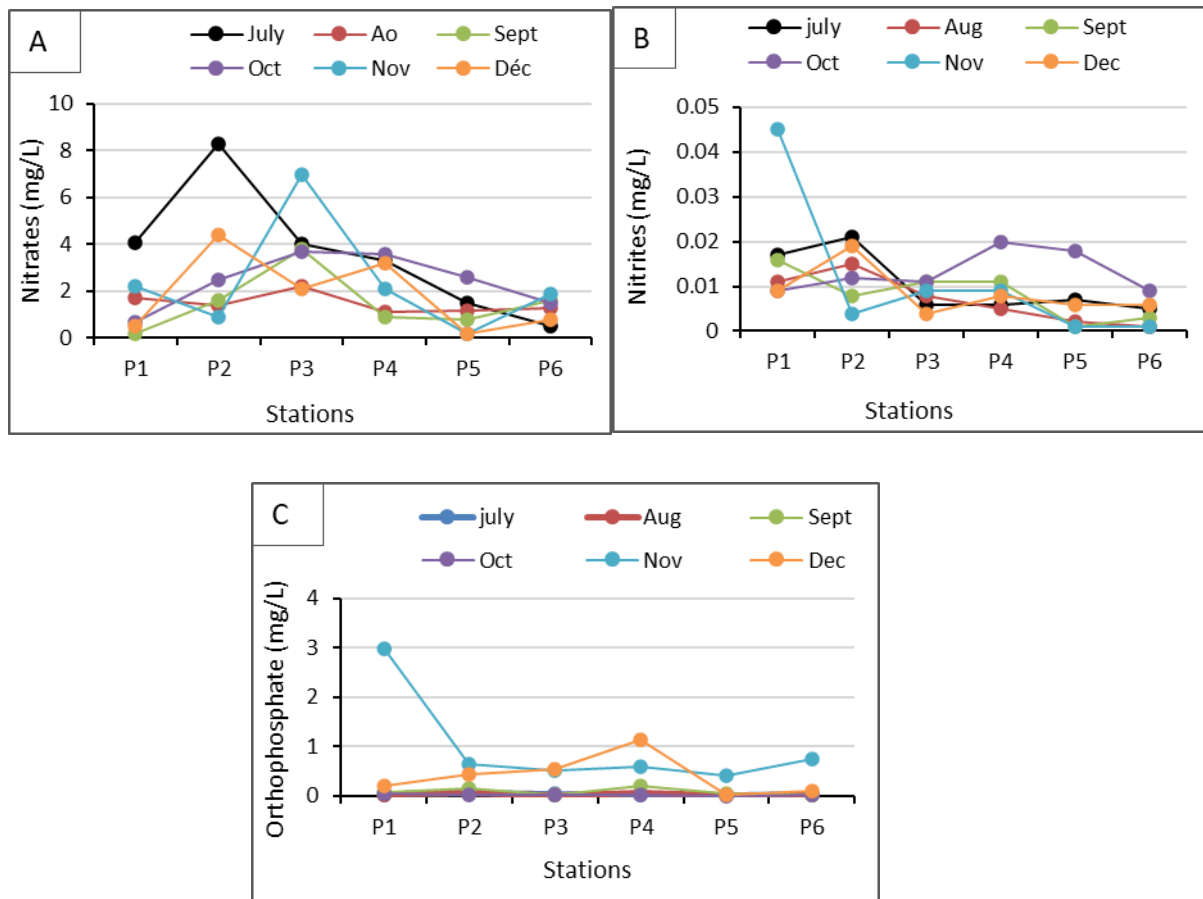 A
July Ao Sept
Oct Nov Déc
Nitrates (mg/L)
10
8
6
4
2
0
P1 P2 P3 P4 P5 P6
Stations
B
july Aug Sept
Oct Nov Dec
Nitrites (mg/L)
0.05
0.04
0.03
0.02
0.01
0
P1 P2 P3 P4 P5 P6
Stations
C
july Aug Sept
Oct Nov Dec
Orthophosphate (mg/L)
4
3
2
1
0
P1 P2 P3 P4 P5 P6
Stations